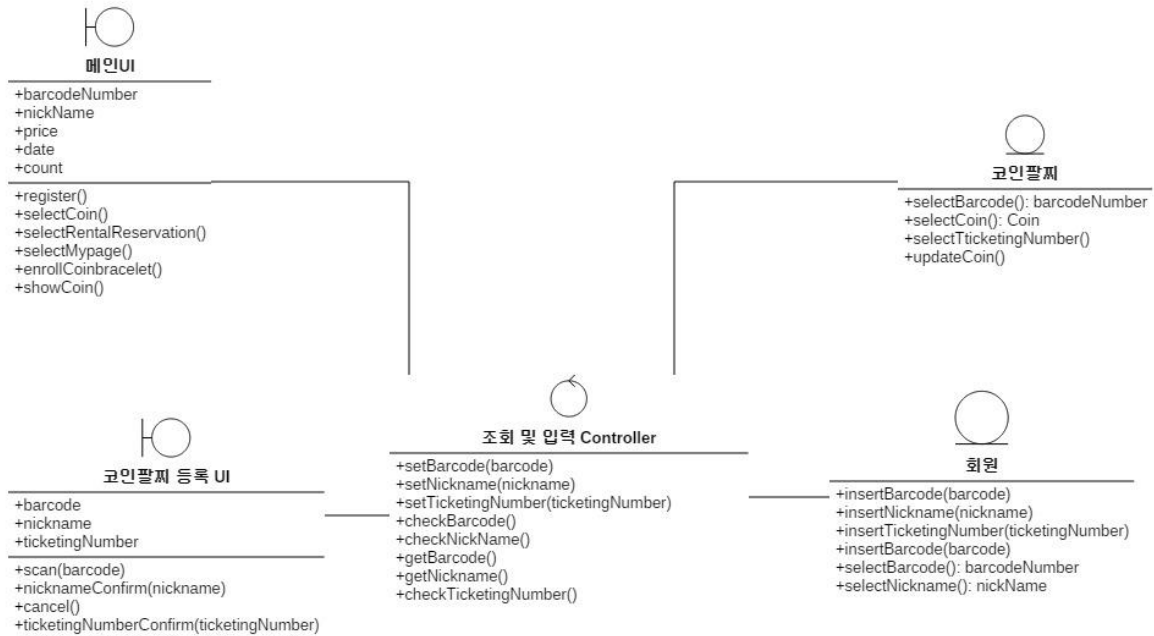 메인UI
+barcodeNumber
+nickName
+price
+date
+count
+register()
+selectCoin()
+selectRentalReservation()
+selectMypage()
+enrollCoinbracelet()
+showCoin()
코인팔찌
+selectBarcode(): barcodeNumber
+selectCoin(): Coin
+selectTticketingNumber()
+updateCoin()
코인팔찌 등록 UI
+barcode
+nickname
+ticketingNumber
+scan(barcode)
+nicknameConfirm(nickname)
+cancel()
+ticketingNumberConfirm(ticketingNumber)
조회 및 입력 Controller
+setBarcode(barcode)
+setNickname(nickname)
+setTicketingNumber(ticketingNumber)
+checkBarcode()
+checkNickName()
+getBarcode()
+getNickname()
+checkTicketingNumber()
회원
+insertBarcode(barcode)
+insertNickname(nickname)
+insertTicketingNumber(ticketingNumber)
+insertBarcode(barcode)
+selectBarcode(): barcodeNumber
+selectNickname(): nickName